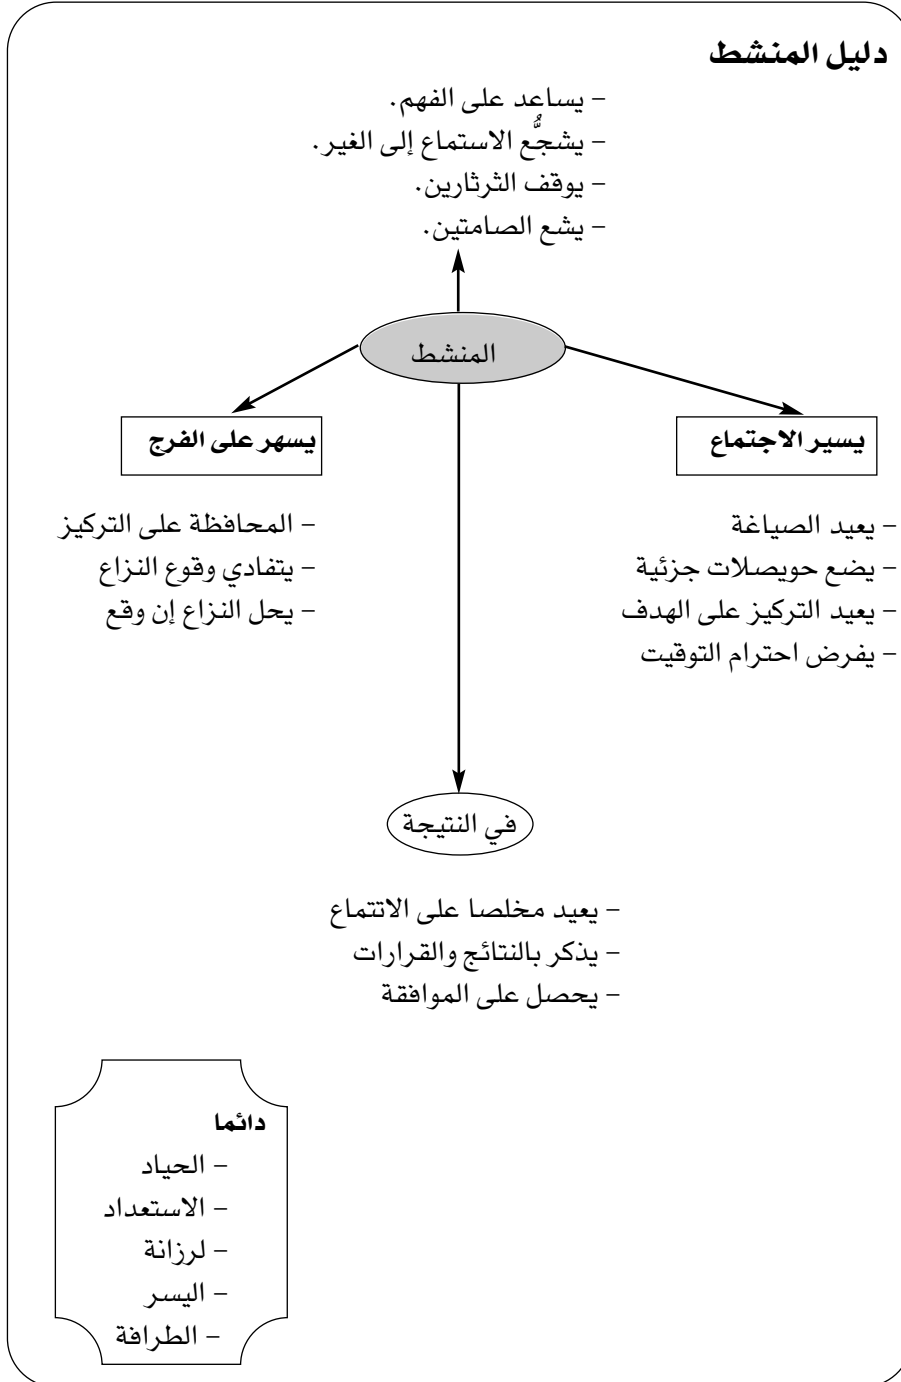 دليل المنشط
– يساعد على الفهم.
– يشجُّع الاستماع إلى الغير.
– يوقف الثرثارين.
– يشع الصامتين.
المنشط
يسير الاجتماع
– يعيد الصياغة
– يضع حويصلات جزئية
– يعيد التركيز على الهدف
– يفرض احترام التوقيت
يسهر على الفرج
– المحافظة على التركيز
– يتفادي وقوع النزاع
– يحل النزاع إن وقع
في النتيجة
– يعيد مخلصا على الاتتماع
– يذكر بالنتائج والقرارات
– يحصل على الموافقة
دائما
– الحياد
– الاستعداد
– لرزانة
– اليسر
– الطرافة